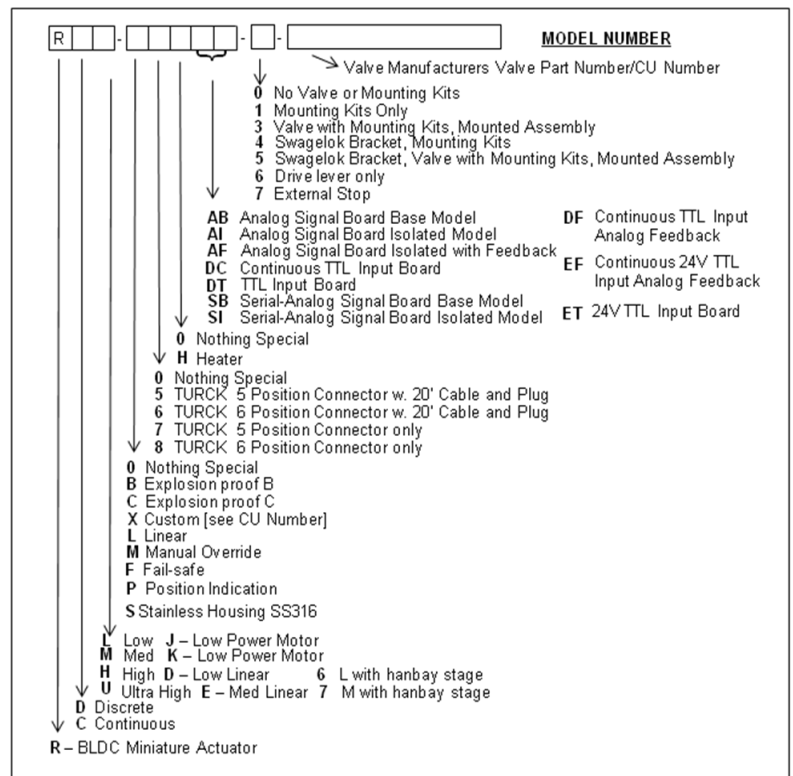 R - - - MODEL NUMBER
Valve Manufacturers Valve Part Number/CU Number
0 No Valve or Mounting Kits
1 Mounting Kits Only
3 Valve with Mounting Kits, Mounted Assembly
4 Swagelok Bracket, Mounting Kits
5 Swagelok Bracket, Valve with Mounting Kits, Mounted Assembly
6 Drive lever only
7 External Stop
AB Analog Signal Board Base Model
AI Analog Signal Board Isolated Model
AF Analog Signal Board Isolated with Feedback
DC Continuous TTL Input Board
DT TTL Input Board
SB Serial-Analog Signal Board Base Model
SI Serial-Analog Signal Board Isolated Model
DF Continuous TTL Input
Analog Feedback
EF Continuous 24V TTL
Input Analog Feedback
ET 24V TTL Input Board
0 Nothing Special
H Heater
0 Nothing Special
5 TURCK 5 Position Connector w. 20' Cable and Plug
6 TURCK 6 Position Connector w. 20' Cable and Plug
7 TURCK 5 Position Connector only
8 TURCK 6 Position Connector only
0 Nothing Special
B Explosion proof B
C Explosion proof C
X Custom [see CU Number]
L Linear
M Manual Override
F Fail-safe
P Position Indication
S Stainless Housing SS316
L Low J – Low Power Motor
M Med K – Low Power Motor
H High D – Low Linear 6 L with hanbay stage
U Ultra High E – Med Linear 7 M with hanbay stage
D Discrete
C Continuous
R – BLDC Miniature Actuator